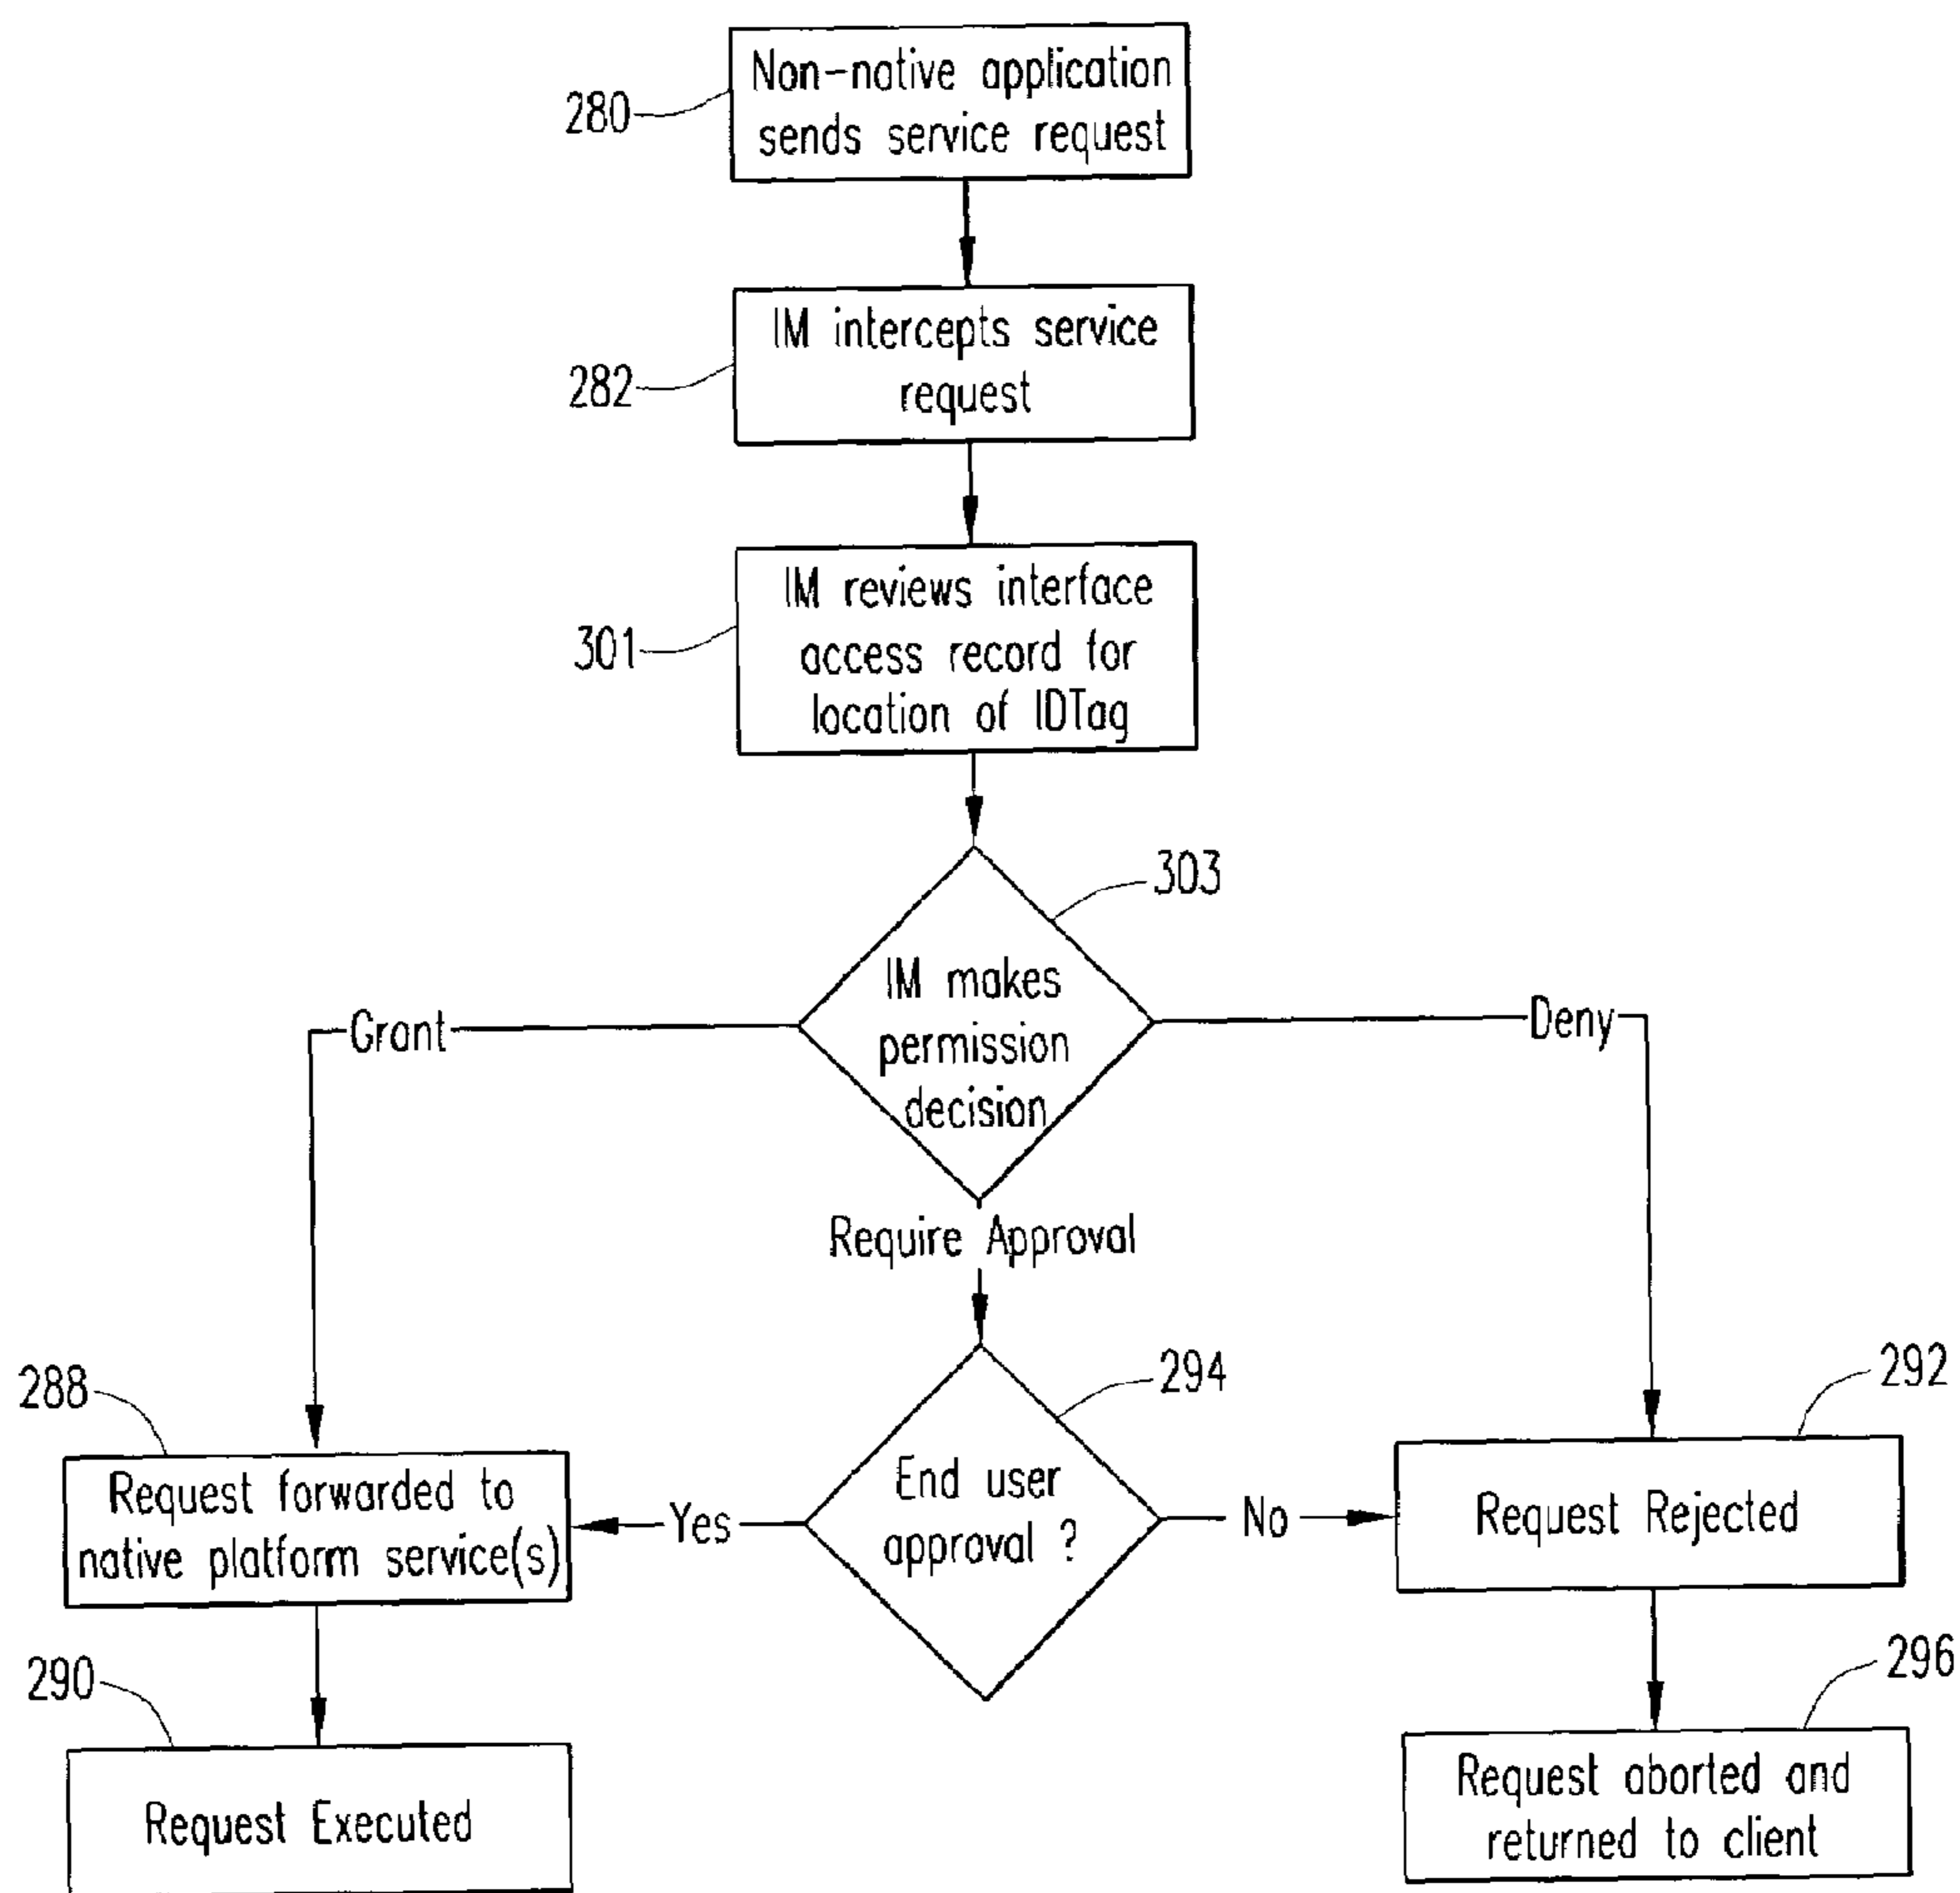 Non-native application
sends service request
280
IM intercepts service
request
282
IM reviews interface
access record for
location of IDTag
301
303
IM makes
permission
decision
Grant
Deny
Require Approval
288
294
292
Request forwarded to
native platform service(s)
Yes
End user
approval ?
No
Request Rejected
290
296
Request Executed
Request aborted and
returned to client